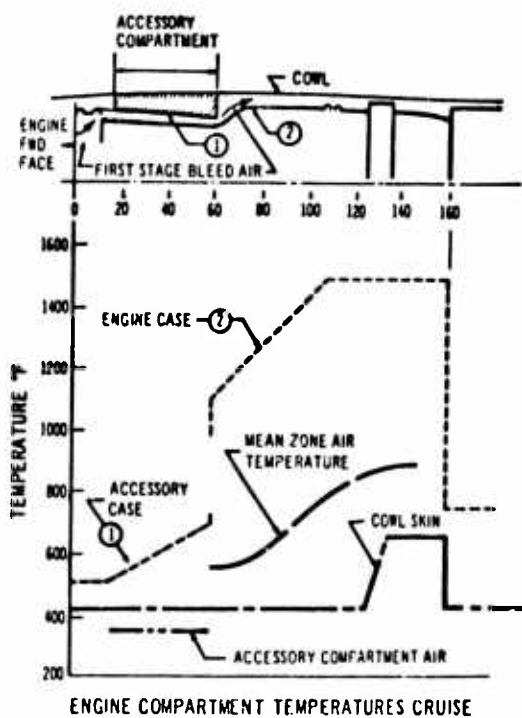 ACCESSORY
COMPARTMENT
COWL
ENGINE
FWD
FACE
①
②
FIRST STAGE BLEED AIR
0 20 40 60 80 100 120 140 160
1600
1400
1200
1000
800
600
400
200
TEMPERATURE °F
ENGINE CASE ②
MEAN ZONE AIR
TEMPERATURE
ACCESSORY
CASE
①
COWL SKIN
ACCESSORY COMPARTMENT AIR
ENGINE COMPARTMENT TEMPERATURES CRUISE